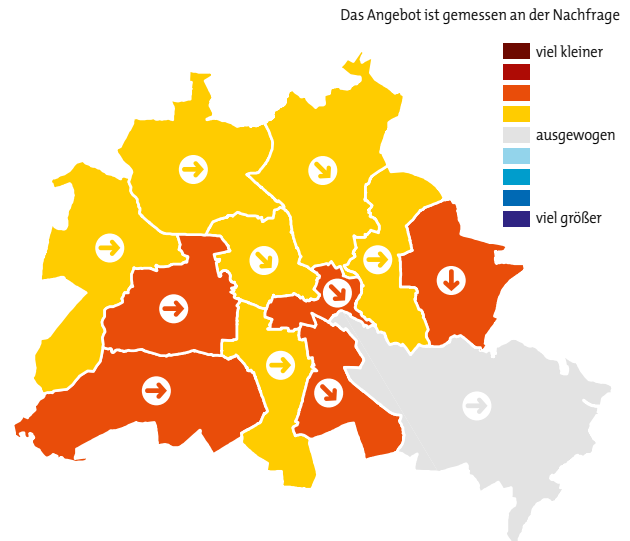 Das Angebot ist gemessen an der Nachfrage
viel kleiner
ausgewogen
viel größer